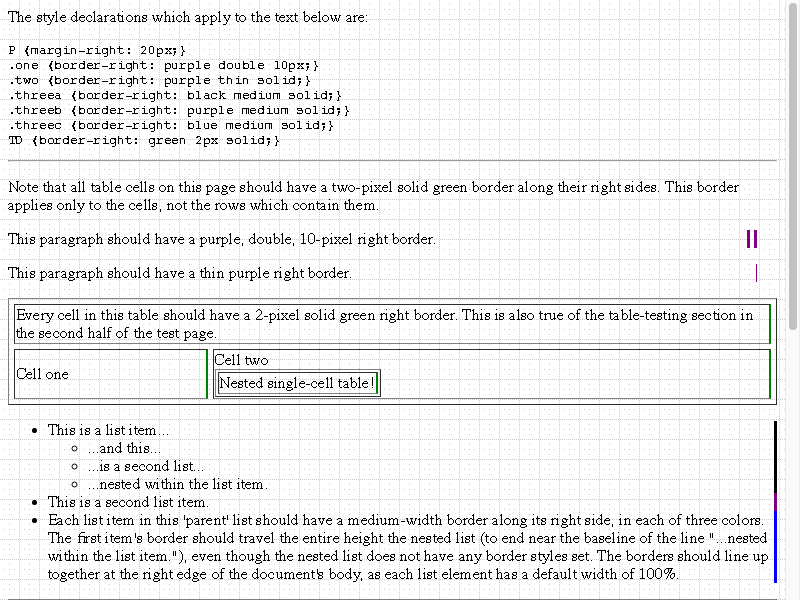 The style declarations which apply to the text below are:
P {margin-right: 20px;}
.one {border-right: purple double 10px;}
.two {border-right: purple thin solid;}
.threea {border-right: black medium solid;}
.threeb {border-right: purple medium solid;}
.threec {border-right: blue medium solid;}
TD {border-right: green 2px solid;}
Note that all table cells on this page should have a two-pixel solid green border along their right sides. This border
applies only to the cells, not the rows which contain them.
This paragraph should have a purple, double, 10-pixel right border.
This paragraph should have a thin purple right border.
Every cell in this table should have a 2-pixel solid green right border. This is also true of the table-testing section in
the second half of the test page.
Cell one
Cell two
Nested single-cell table!
This is a list item...
...and this...
...is a second list...
...nested within the list item.
This is a second list item.
Each list item in this 'parent' list should have a medium-width border along its right side, in each of three colors.
The first item's border should travel the entire height the nested list (to end near the baseline of the line "...nested
within the list item."), even though the nested list does not have any border styles set. The borders should line up
together at the right edge of the document's body, as each list element has a default width of 100%.